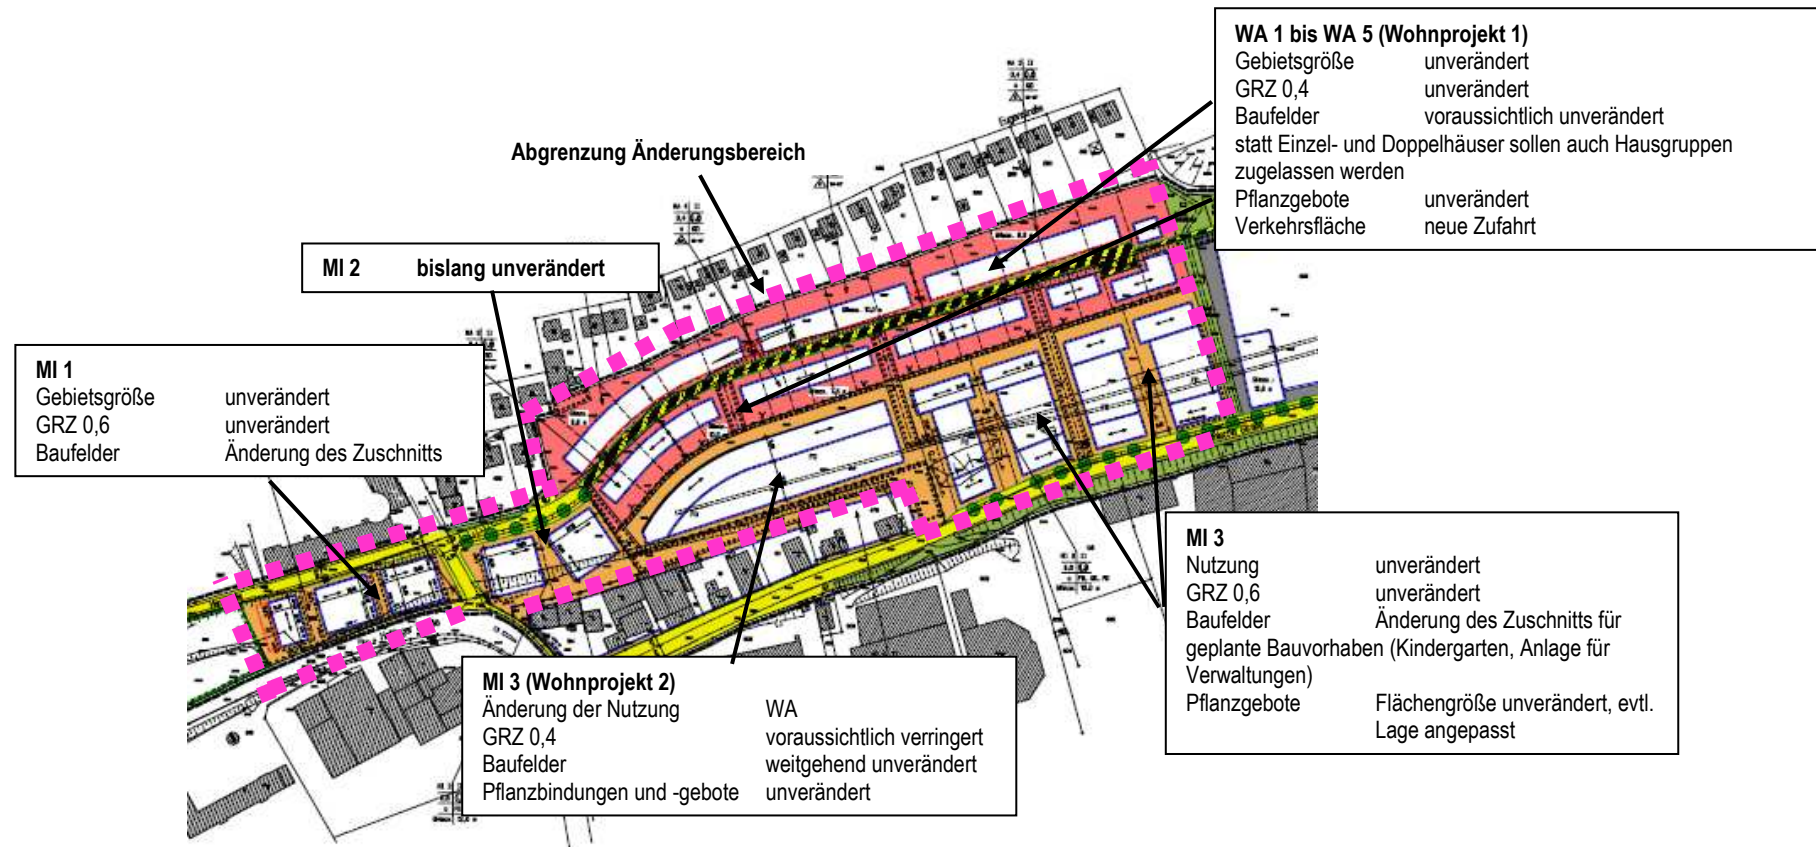 WA 1 bis WA 5 (Wohnprojekt 1)
Gebietsgröße unverändert
GRZ 0,4 unverändert
Baufelder voraussichtlich unverändert
statt Einzel- und Doppelhäuser sollen auch Hausgruppen
zugelassen werden
Pflanzgebote unverändert
Verkehrsfläche neue Zufahrt
Abgrenzung Änderungsbereich
MI 2 bislang unverändert
MI 1
Gebietsgröße unverändert
GRZ 0,6 unverändert
Baufelder Änderung des Zuschnitts
MI 3
Nutzung unverändert
GRZ 0,6 unverändert
Baufelder Änderung des Zuschnitts für
geplante Bauvorhaben (Kindergarten, Anlage für
Verwaltungen)
Pflanzgebote Flächengröße unverändert, evtl.
Lage angepasst
MI 3 (Wohnprojekt 2)
Änderung der Nutzung WA
GRZ 0,4 voraussichtlich verringert
Baufelder weitgehend unverändert
Pflanzbindungen und -gebote unverändert